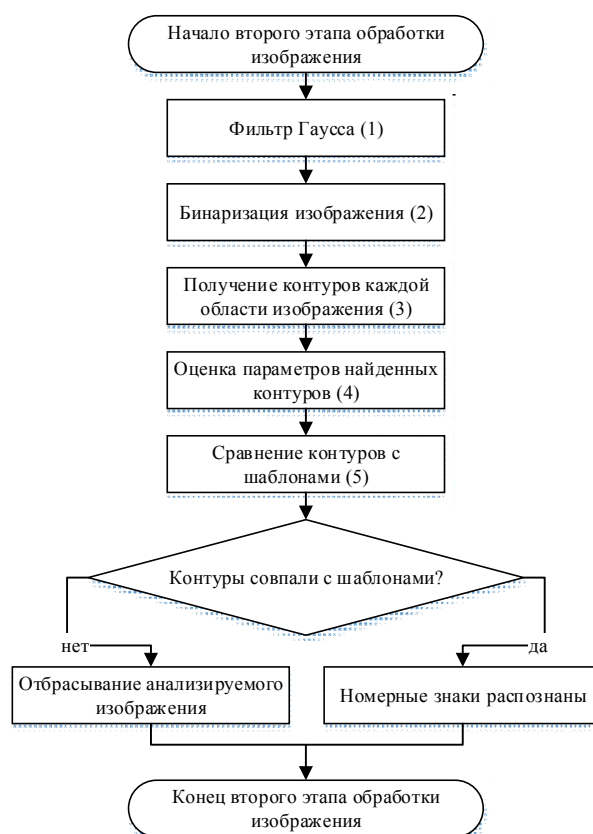 Начало второго этапа обработки
изображения
Фильтр Гаусса (1)
Бинаризация изображения (2)
Получение контуров каждой
области изображения (3)
Оценка параметров найденных
контуров (4)
Сравнение контуров с
шаблонами (5)
Контуры совпали с шаблонами?
нет
да
Отбрасывание анализируемого
изображения
Номерные знаки распознаны
Конец второго этапа обработки
изображения